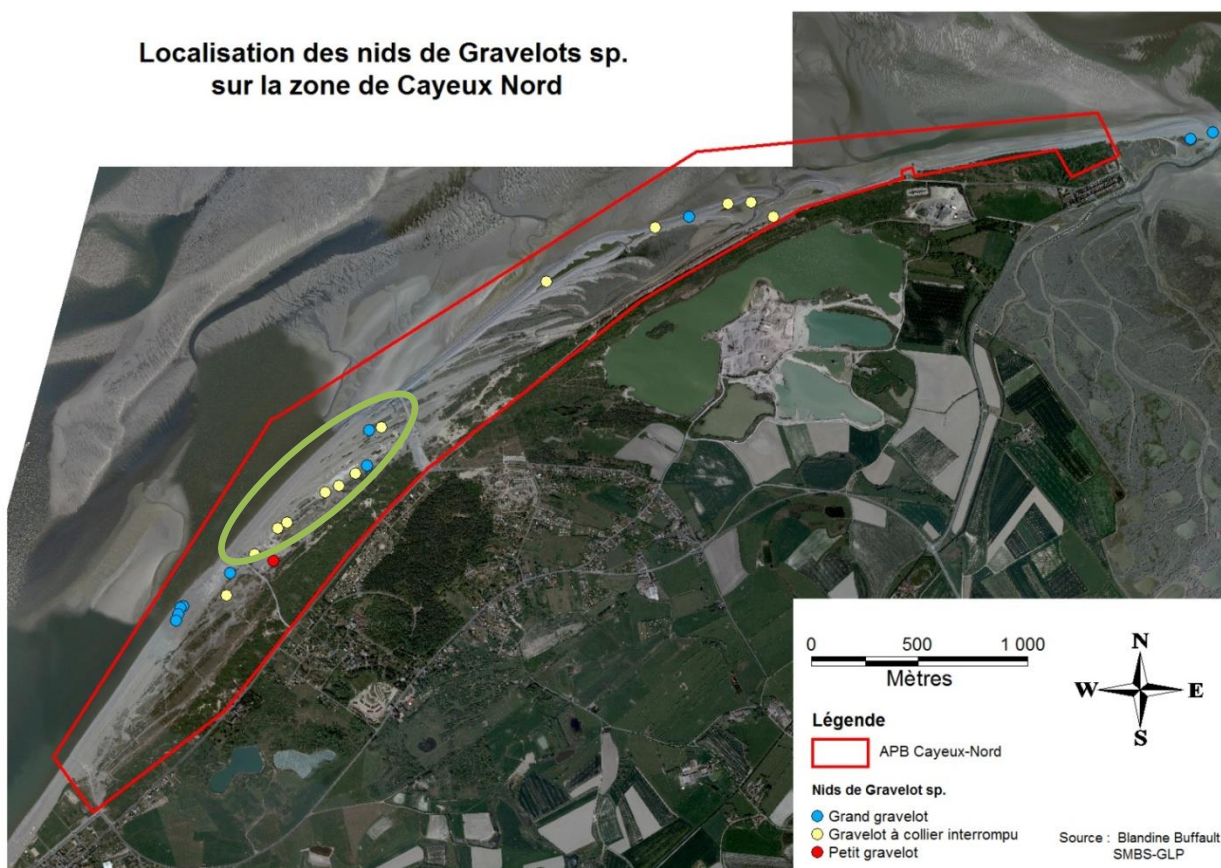 Localisation des nids de Gravelots sp.
sur la zone de Cayeux Nord
0 500 1 000
Mètres
N
W E
S
Légende
APB Cayeux-Nord
Nids de Gravelot sp.
Grand gravelot
Gravelot à collier interrompu
Petit gravelot
Source : Blandine Buffault
SMBS-GLP